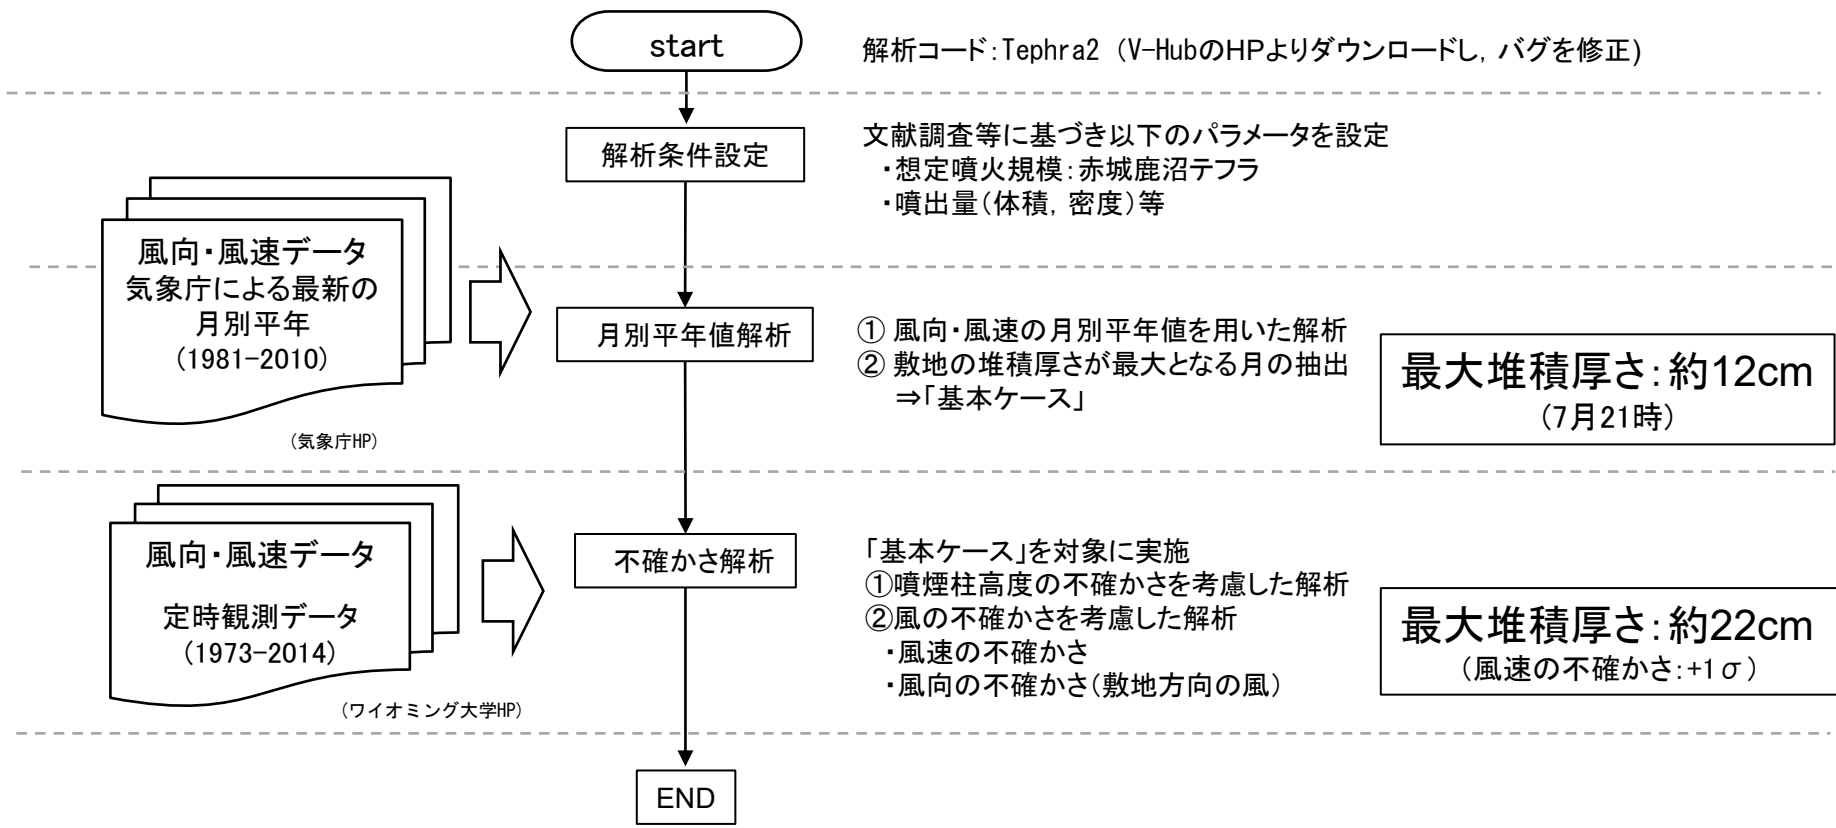 start
解析コード:Tephra2 (V-HubのHPよりダウンロードし,バグを修正)
解析条件設定
文献調査等に基づき以下のパラメータを設定
・想定噴火規模:赤城鹿沼テフラ
・噴出量(体積,密度)等
風向・風速データ
気象庁による最新の
月別平年
(1981-2010)
(気象庁HP)
月別平年値解析
① 風向・風速の月別平年値を用いた解析
② 敷地の堆積厚さが最大となる月の抽出
⇒「基本ケース」
最大堆積厚さ:約12cm
(7月21時)
風向・風速データ
定時観測データ
(1973-2014)
(ワイオミング大学HP)
不確かさ解析
「基本ケース」を対象に実施
①噴煙柱高度の不確かさを考慮した解析
②風の不確かさを考慮した解析
・風速の不確かさ
・風向の不確かさ(敷地方向の風)
最大堆積厚さ:約22cm
(風速の不確かさ:+1σ)
END